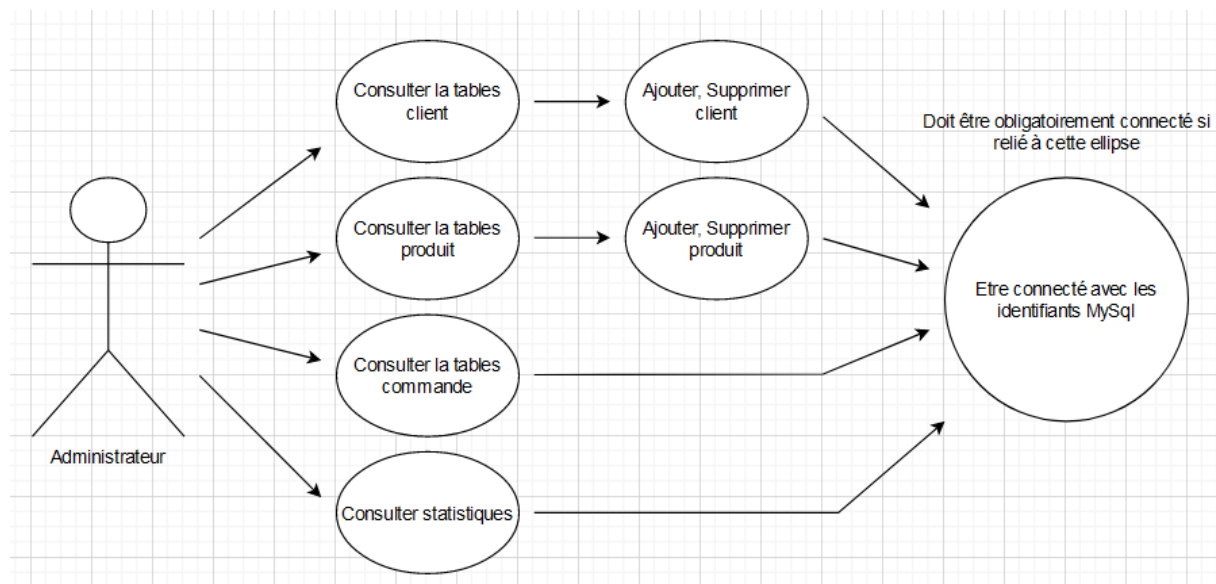 Consulter la tables
client
Ajouter, Supprimer
client
Doit être obligatoirement connecté si
relié à cette ellipse
Consulter la tables
produit
Ajouter, Supprimer
produit
Etre connecté avec les
identifiants MySql
Consulter la tables
commande
Administrateur
Consulter statistiques